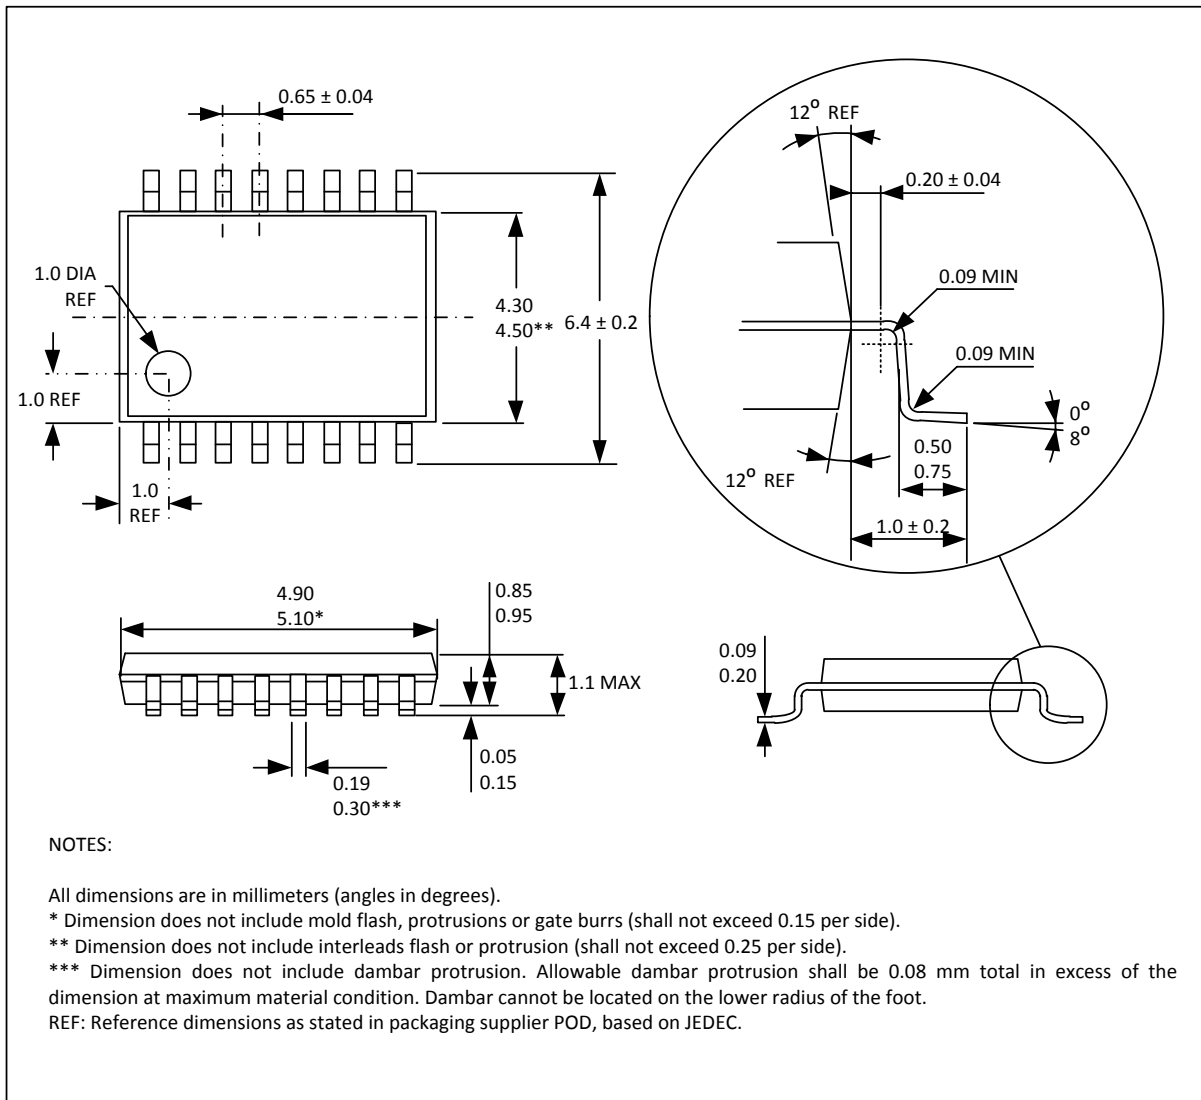 0.65 ± 0.04
12° REF
0.20 ± 0.04
1.0 DIA
REF
0.09 MIN
4.30
4.50**
6.4 ± 0.2
0.09 MIN
1.0 REF
0°
8°
0.50
0.75
12° REF
1.0
REF
1.0 ± 0.2
4.90
5.10*
0.85
0.95
1.1 MAX
0.09
0.20
0.05
0.15
0.19
0.30***
NOTES:
All dimensions are in millimeters (angles in degrees).
* Dimension does not include mold flash, protrusions or gate burrs (shall not exceed 0.15 per side).
** Dimension does not include interleads flash or protrusion (shall not exceed 0.25 per side).
*** Dimension does not include dambar protrusion. Allowable dambar protrusion shall be 0.08 mm total in excess of the
dimension at maximum material condition. Dambar cannot be located on the lower radius of the foot.
REF: Reference dimensions as stated in packaging supplier POD, based on JEDEC.